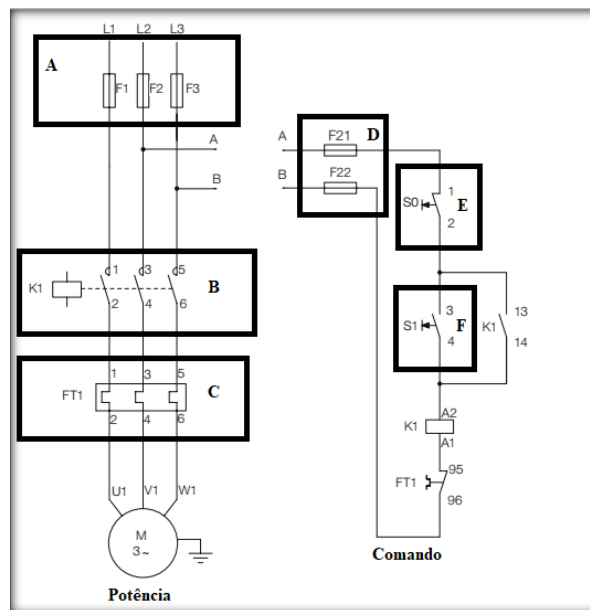 L1 L2 L3
A
F1 F2 F3
A
B
A F21 D
B F22
S0 1 E
2
K1 1 3 5 B
2 4 6
S1 3 F K1 13
4 14
1 3 5 C
FT1
2 4 6
K1 A2
A1
FT1 95
96
U1 V1 W1
M
3~
Comando
Potência